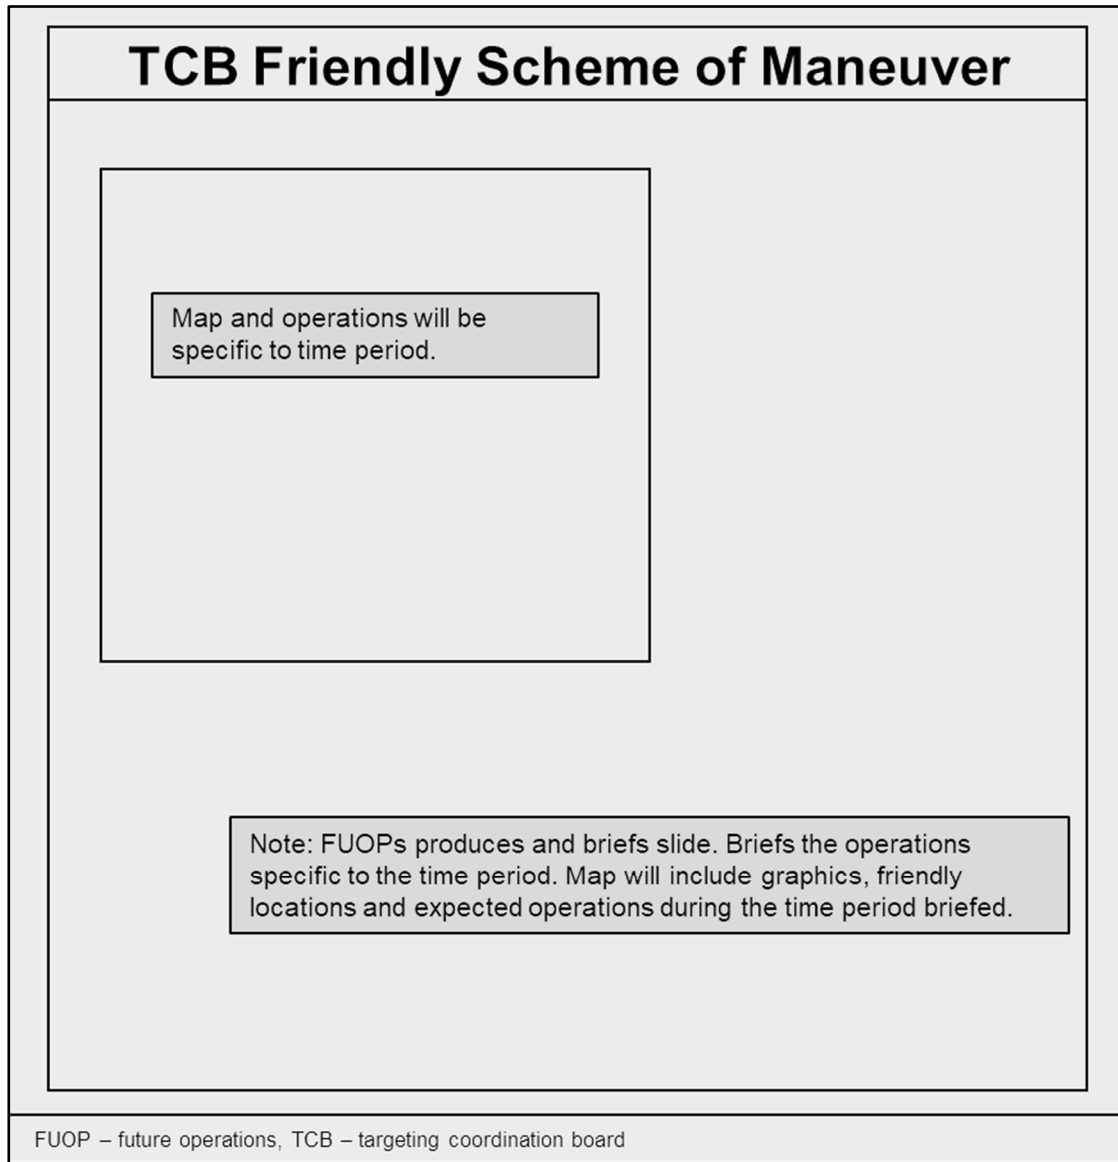 TCB Friendly Scheme of Maneuver
Map and operations will be
specific to time period.
Note: FUOPs produces and briefs slide. Briefs the operations
specific to the time period. Map will include graphics, friendly
locations and expected operations during the time period briefed.
FUOP – future operations, TCB – targeting coordination board